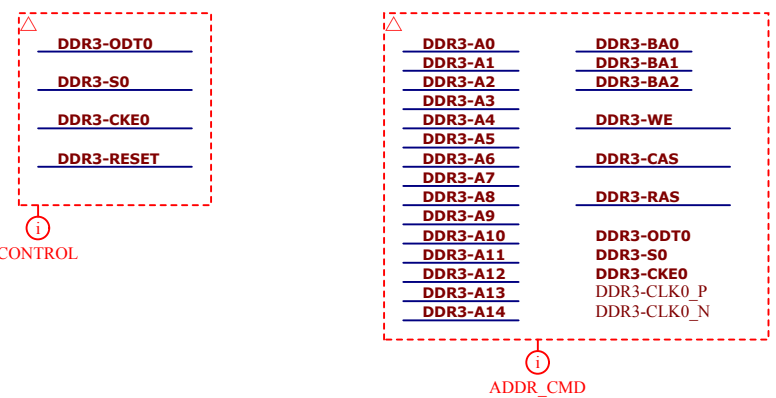 DDR3-ODT0
DDR3-S0
DDR3-CKE0
DDR3-RESET
i
CONTROL
DDR3-A0
DDR3-A1
DDR3-A2
DDR3-A3
DDR3-A4
DDR3-A5
DDR3-A6
DDR3-A7
DDR3-A8
DDR3-A9
DDR3-A10
DDR3-A11
DDR3-A12
DDR3-A13
DDR3-A14
DDR3-BA0
DDR3-BA1
DDR3-BA2
DDR3-WE
DDR3-CAS
DDR3-RAS
DDR3-ODT0
DDR3-S0
DDR3-CKE0
DDR3-CLK0_P
DDR3-CLK0_N
i
ADDR_CMD